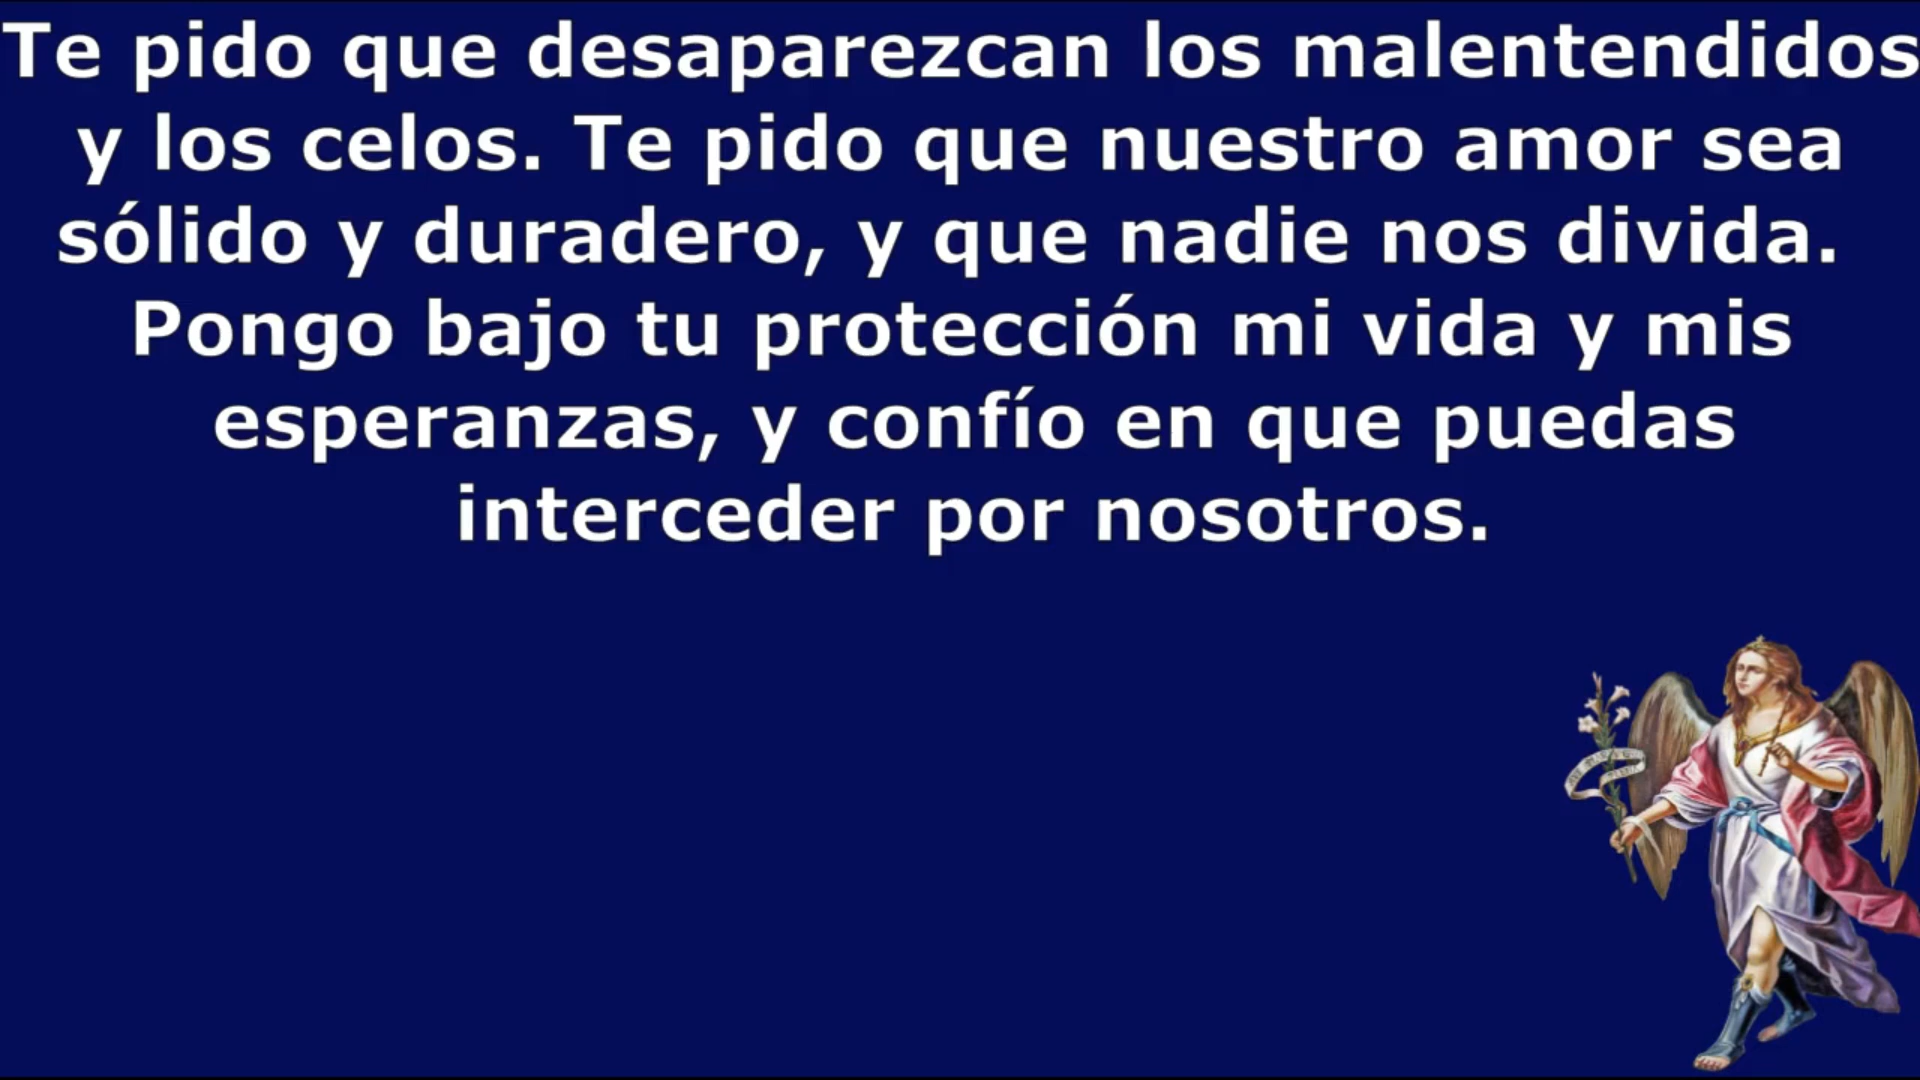 Te pido que desaparezcan los malentendidos
y los celos. Te pido que nuestro amor sea
sólido y duradero, y que nadie nos divida.
Pongo bajo tu protección mi vida y mis
esperanzas, y confío en que puedas
interceder por nosotros.